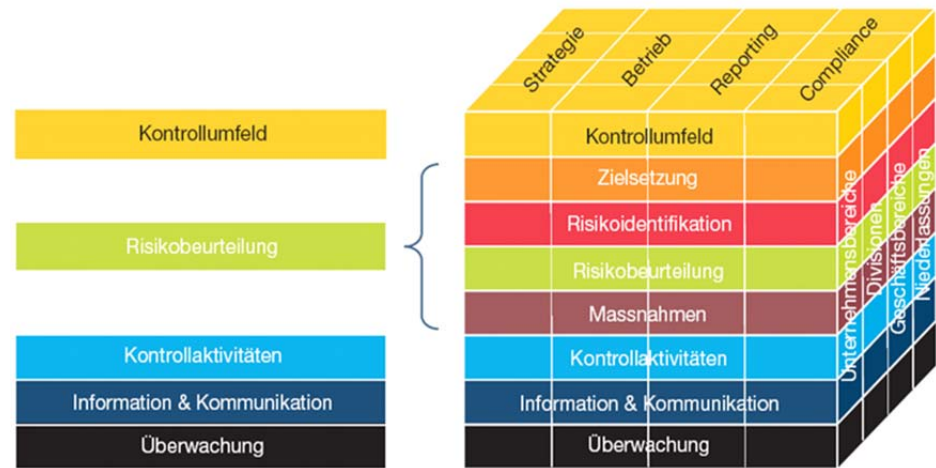 Kontrollumfeld
Risikobeurteilung
Kontrollaktivitäten
Information & Kommunikation
Überwachung
Strategie
Betrieb
Reporting
Compliance
Kontrollumfeld
Zielsetzung
Risikoidentifikation
Risikobeurteilung
Massnahmen
Kontrollaktivitäten
Information & Kommunikation
Überwachung
Unternehmensbereiche
Divisionen
Geschäftsbereiche
Niederlassungen